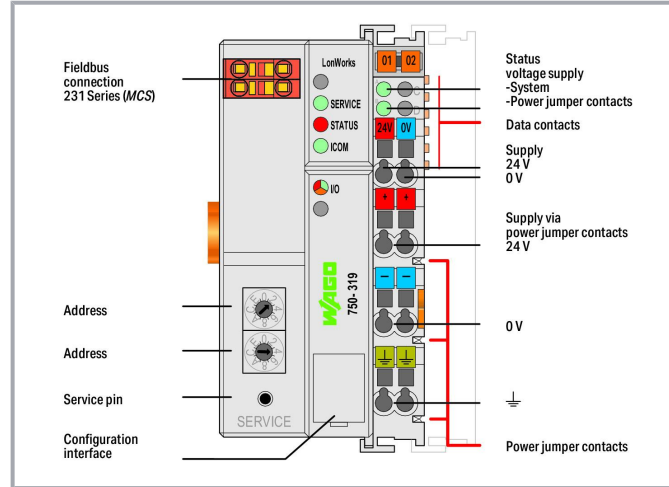 Fieldbus
connection
231 Series (MCS)
Address
Address
Service pin
Configuration
interface
LonWorks
SERVICE
STATUS
ICOM
I/O
WAGO
750-319
SERVICE
01 02
C
24V 0V
+ +
− −
Status
voltage supply
-System
-Power jumper contacts
Data contacts
Supply
24 V
0 V
Supply via
power jumper contacts
24 V
0 V
Power jumper contacts